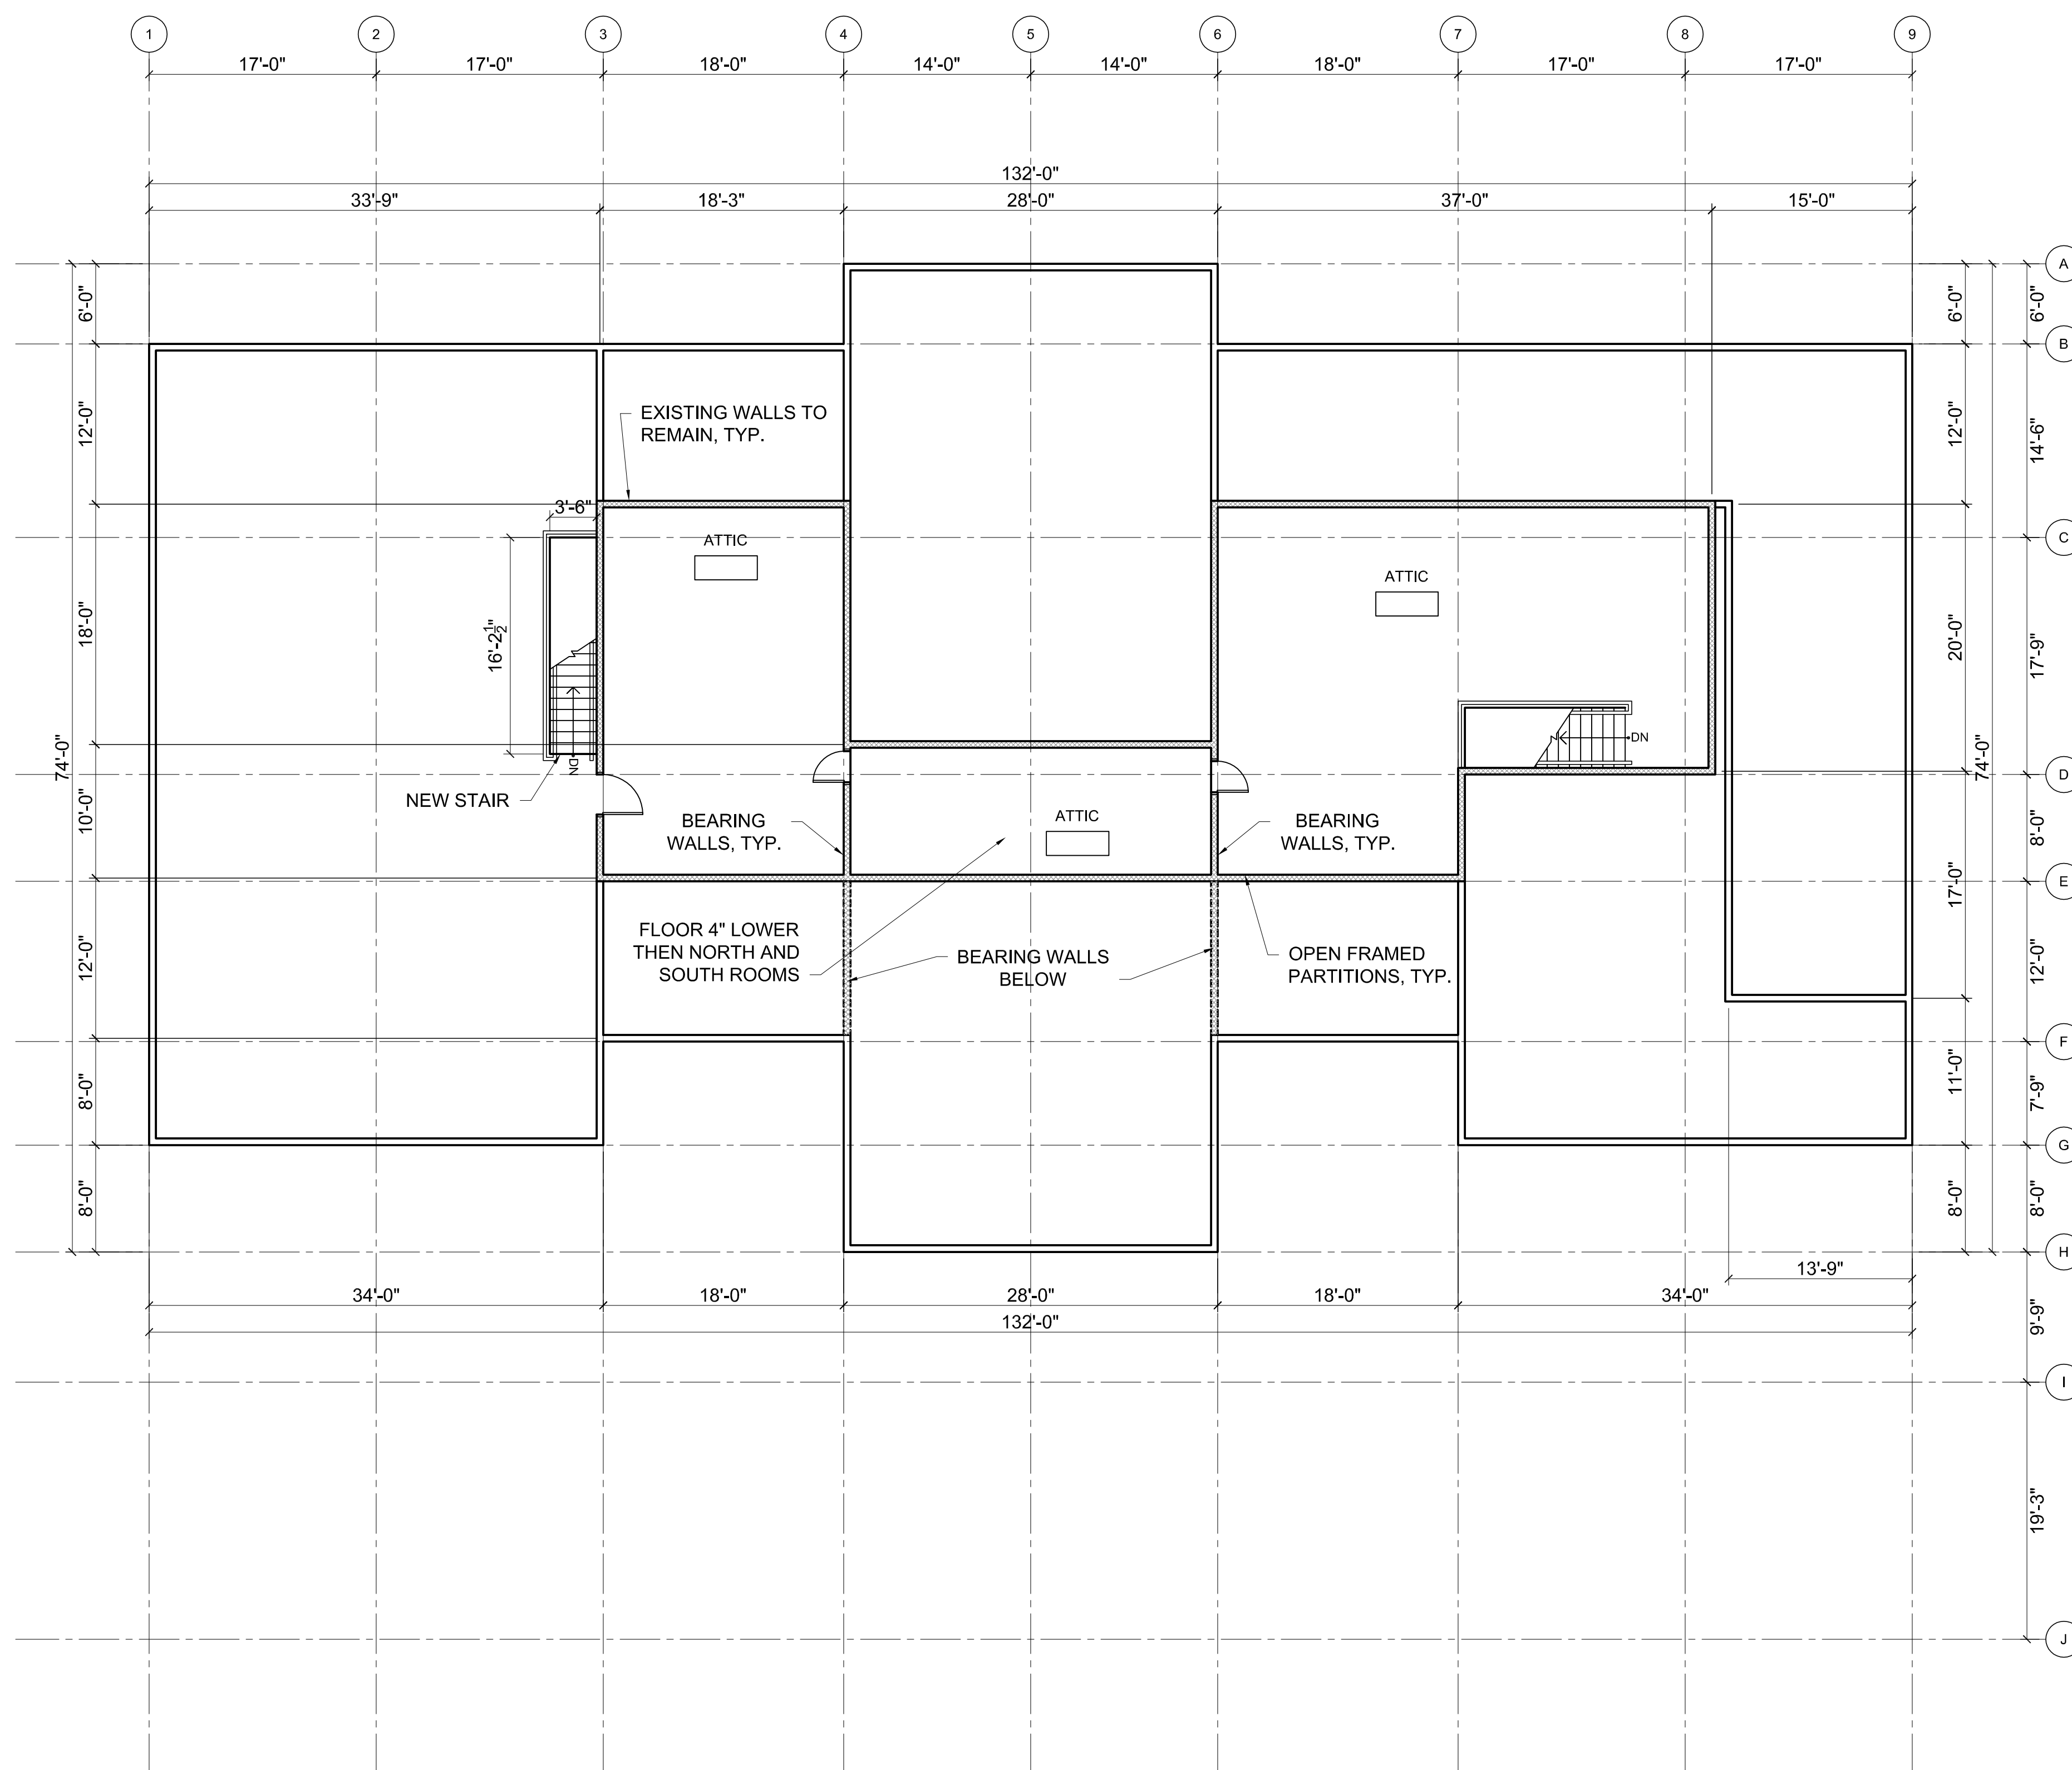 1 2 3 4 5 6 7 8 9
17'-0" 17'-0" 18'-0" 14'-0" 14'-0" 18'-0" 17'-0" 17'-0"
132'-0"
33'-9" 18'-3" 28'-0" 37'-0" 15'-0"
A
6'-0" 6'-0" 6'-0"
B
EXISTING WALLS TO
REMAIN, TYP.
12'-0" 12'-0" 14'-6"
3'-6"
C
ATTIC
ATTIC
18'-0" 16'-2½" 20'-0" 17'-9"
DN
74'-0" 74'-0"
DN
D
NEW STAIR
10'-0" 8'-0"
BEARING
WALLS, TYP.
ATTIC
BEARING
WALLS, TYP.
E
17'-0"
FLOOR 4" LOWER
THEN NORTH AND
SOUTH ROOMS
BEARING WALLS
BELOW
OPEN FRAMED
PARTITIONS, TYP.
12'-0" 12'-0"
F
8'-0" 11'-0" 7'-9"
G
8'-0" 8'-0" 8'-0"
H
13'-9"
34'-0" 18'-0" 28'-0" 18'-0" 34'-0"
132'-0"
9'-9"
I
19'-3"
J